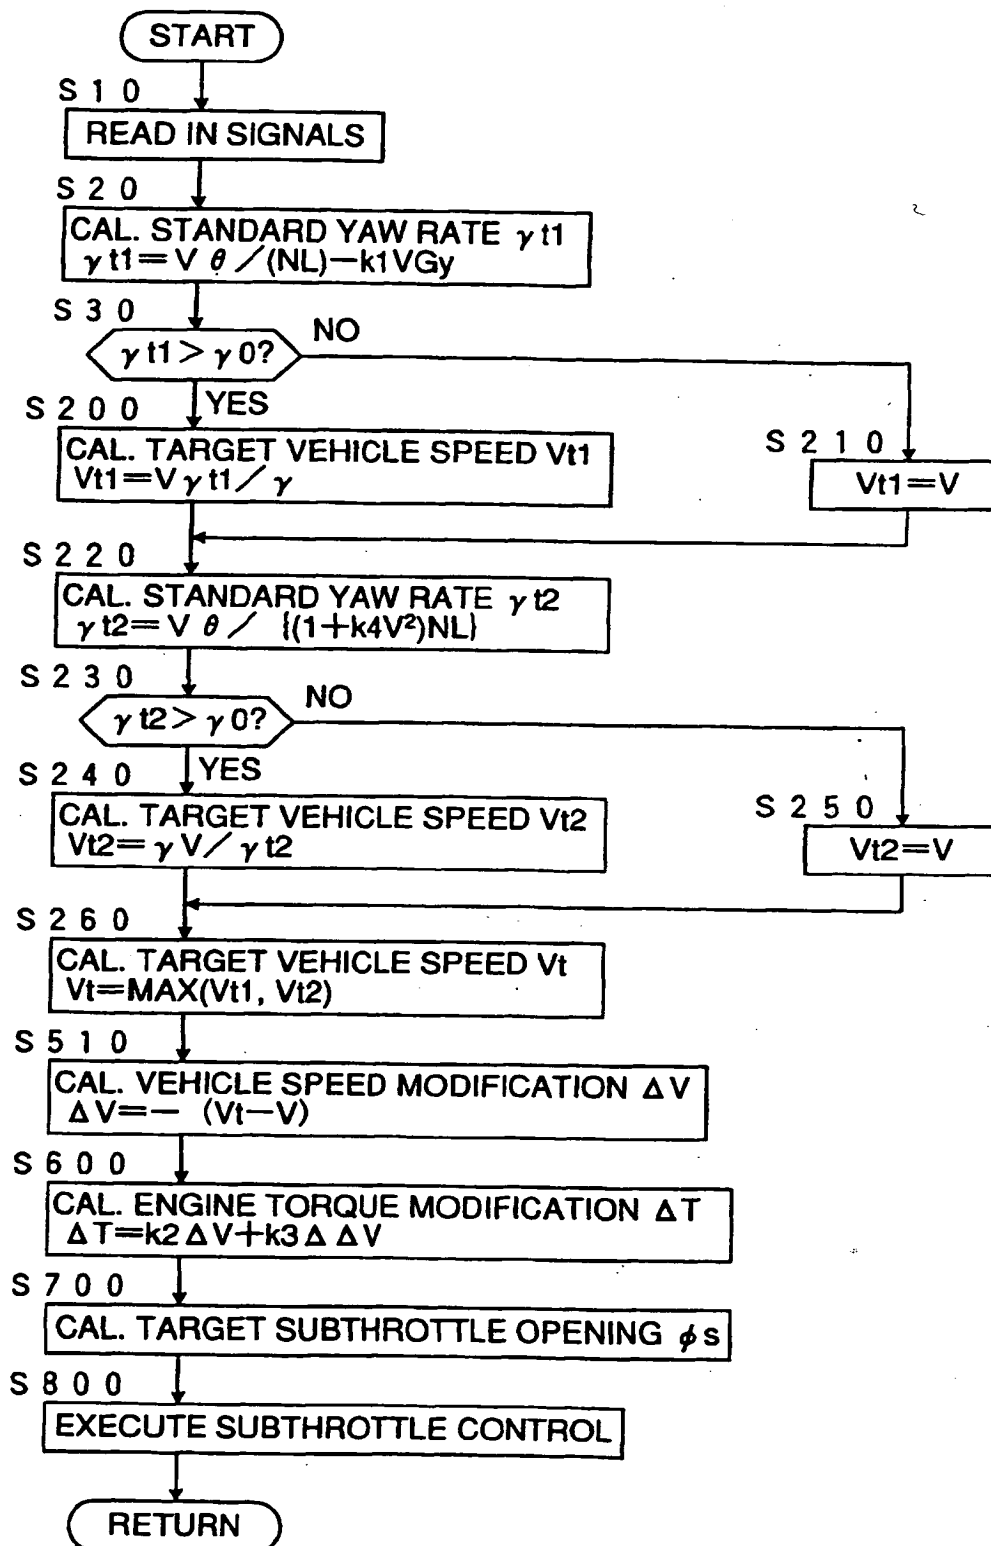 START
S10
READ IN SIGNALS
S20
CAL. STANDARD YAW RATE γt1
γt1=Vθ/(NL)−k1VGy
S30
γt1>γ0?
NO
YES
S200
CAL. TARGET VEHICLE SPEED Vt1
Vt1=Vγt1/γ
S210
Vt1=V
S220
CAL. STANDARD YAW RATE γt2
γt2=Vθ/{(1+k4V²)NL}
S230
γt2>γ0?
NO
YES
S240
CAL. TARGET VEHICLE SPEED Vt2
Vt2=γV/γt2
S250
Vt2=V
S260
CAL. TARGET VEHICLE SPEED Vt
Vt=MAX(Vt1, Vt2)
S510
CAL. VEHICLE SPEED MODIFICATION ΔV
ΔV=− (Vt−V)
S600
CAL. ENGINE TORQUE MODIFICATION ΔT
ΔT=k2ΔV+k3ΔΔV
S700
CAL. TARGET SUBTHROTTLE OPENING φs
S800
EXECUTE SUBTHROTTLE CONTROL
RETURN